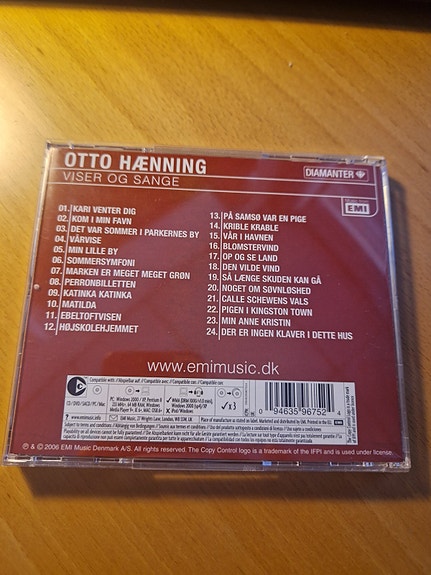 OTTO HÆNNING
VISER OG SANGE
DIAMANTER
EMI
01. KARI VENTER DIG
02. KOM I MIN FAVN
03. DET VAR SOMMER I PARKERNES BY
04. VÅRVISE
05. MIN LILLE BY
06. SOMMERSYMFONI
07. MARKEN ER MEGET MEGET GRØN
08. PERRONBILLETTEN
09. KATINKA KATINKA
10. MATILDA
11. EBELTOFTVISEN
12. HØJSKOLEHJEMMET
13. PÅ SAMSØ VAR EN PIGE
14. KRIBLE KRABLE
15. VÅR I HAVNEN
16. BLOMSTERVIND
17. OP OG SE LAND
18. DEN VILDE VIND
19. SÅ LÆNGE SKUDEN KAN GÅ
20. NOGET OM SØVNLØSHED
21. CALLE SCHEWENS VALS
22. PIGEN I KINGSTON TOWN
23. MIN ANNE KRISTIN
24. DER ER INGEN KLAVER I DETTE HUS
www.emimusic.dk
www.emimusic.info
0 94635 96752
℗ & © 2006 EMI Music Denmark A/S. All rights reserved. The Copy Control logo is a trademark of the IFPI and is used under license.